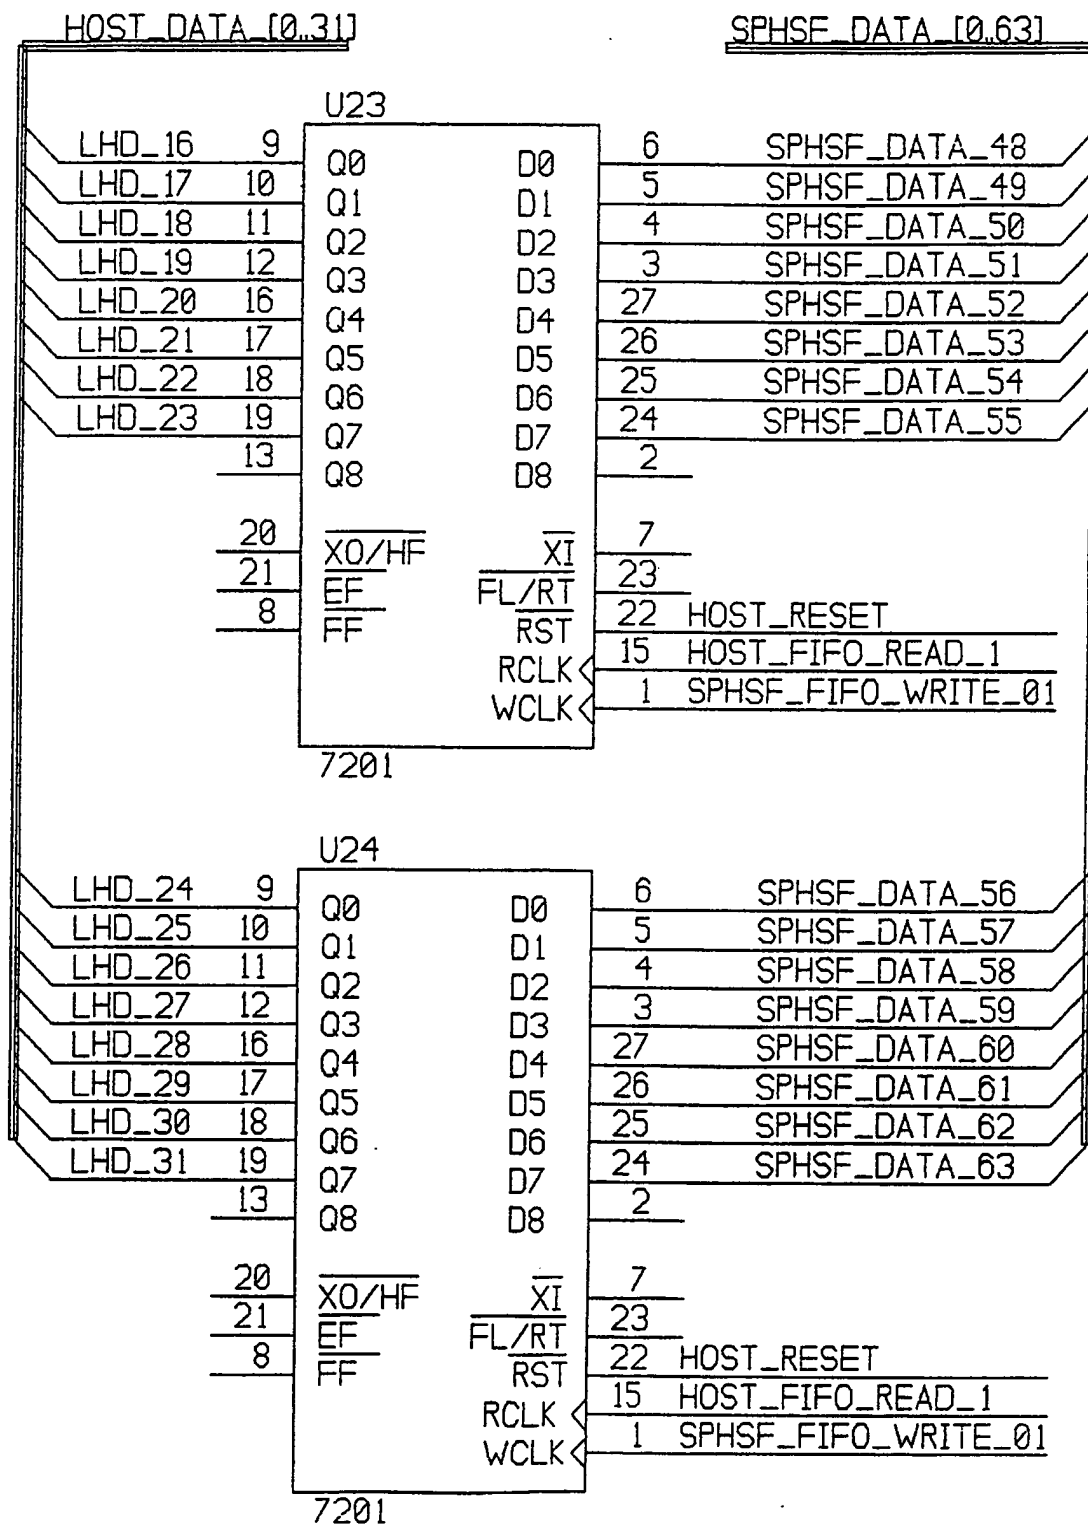 HOST_DATA_[0..31] SPHSF_DATA_[0..63]
U23
LHD_16 9 Q0 D0 6 SPHSF_DATA_48
LHD_17 10 Q1 D1 5 SPHSF_DATA_49
LHD_18 11 Q2 D2 4 SPHSF_DATA_50
LHD_19 12 Q3 D3 3 SPHSF_DATA_51
LHD_20 16 Q4 D4 27 SPHSF_DATA_52
LHD_21 17 Q5 D5 26 SPHSF_DATA_53
LHD_22 18 Q6 D6 25 SPHSF_DATA_54
LHD_23 19 Q7 D7 24 SPHSF_DATA_55
13 Q8 D8 2
20 XO/HF XI 7
21 EF FL/RT 23
8 FF RST 22 HOST_RESET
RCLK 15 HOST_FIFO_READ_1
WCLK 1 SPHSF_FIFO_WRITE_01
7201
U24
LHD_24 9 Q0 D0 6 SPHSF_DATA_56
LHD_25 10 Q1 D1 5 SPHSF_DATA_57
LHD_26 11 Q2 D2 4 SPHSF_DATA_58
LHD_27 12 Q3 D3 3 SPHSF_DATA_59
LHD_28 16 Q4 D4 27 SPHSF_DATA_60
LHD_29 17 Q5 D5 26 SPHSF_DATA_61
LHD_30 18 Q6 D6 25 SPHSF_DATA_62
LHD_31 19 Q7 D7 24 SPHSF_DATA_63
13 Q8 D8 2
20 XO/HF XI 7
21 EF FL/RT 23
8 FF RST 22 HOST_RESET
RCLK 15 HOST_FIFO_READ_1
WCLK 1 SPHSF_FIFO_WRITE_01
7201